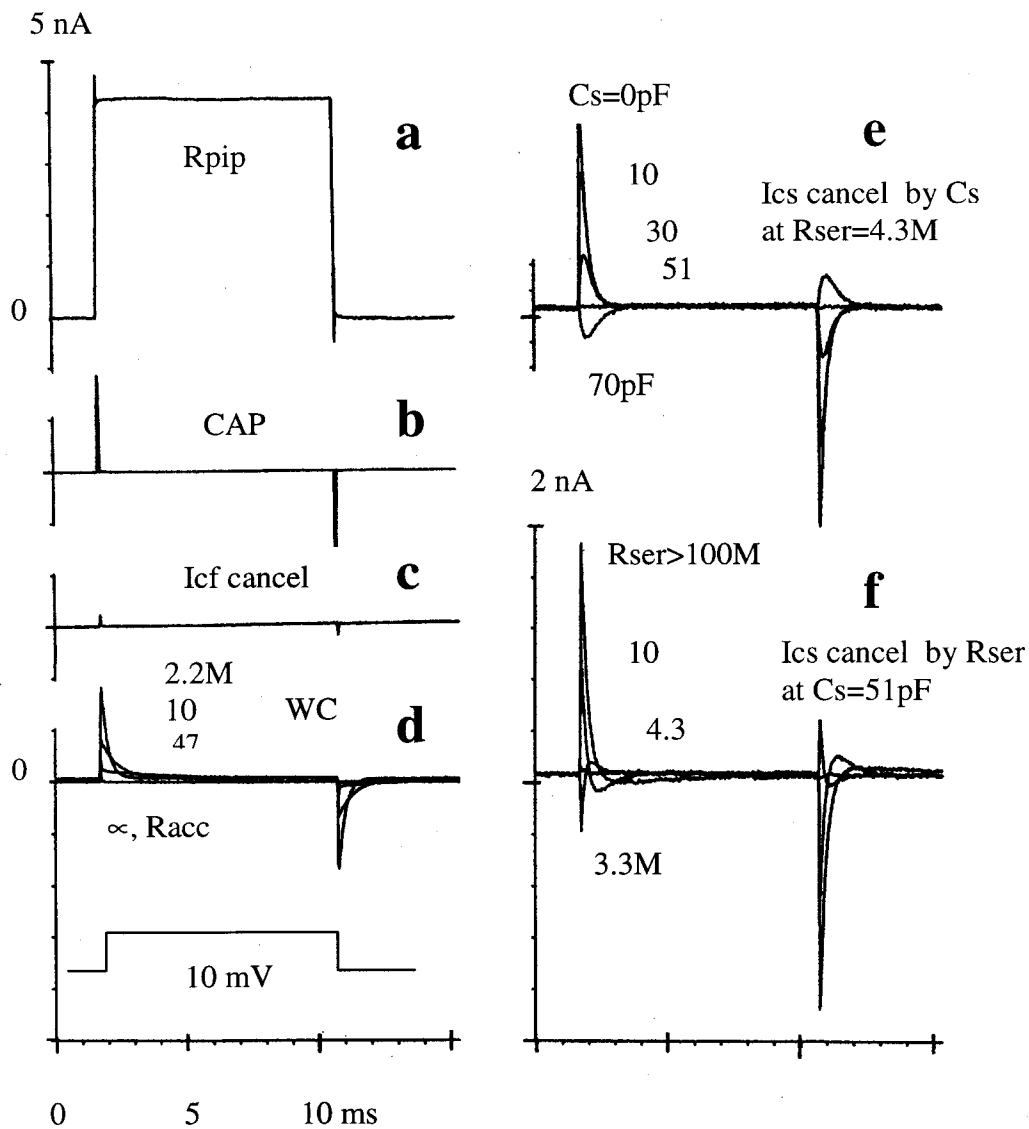 5 nA
0
Rpip
a
CAP
b
Icf cancel
c
2.2M
10
47
WC
d
0
∝, Racc
10 mV
0
5
10 ms
Cs=0pF
e
10
30
51
Ics cancel by Cs
at Rser=4.3M
70pF
2 nA
Rser>100M
f
10
4.3
Ics cancel by Rser
at Cs=51pF
3.3M